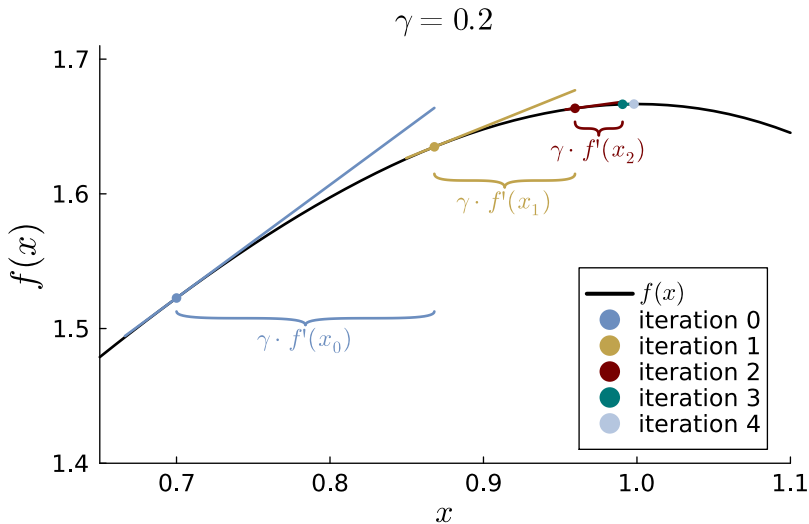 γ = 0.2
1.7
1.6
1.5
1.4
f(x)
γ · f'(x₂)
γ · f'(x₁)
γ · f'(x₀)
f(x)
iteration 0
iteration 1
iteration 2
iteration 3
iteration 4
0.7 0.8 0.9 1.0 1.1
x